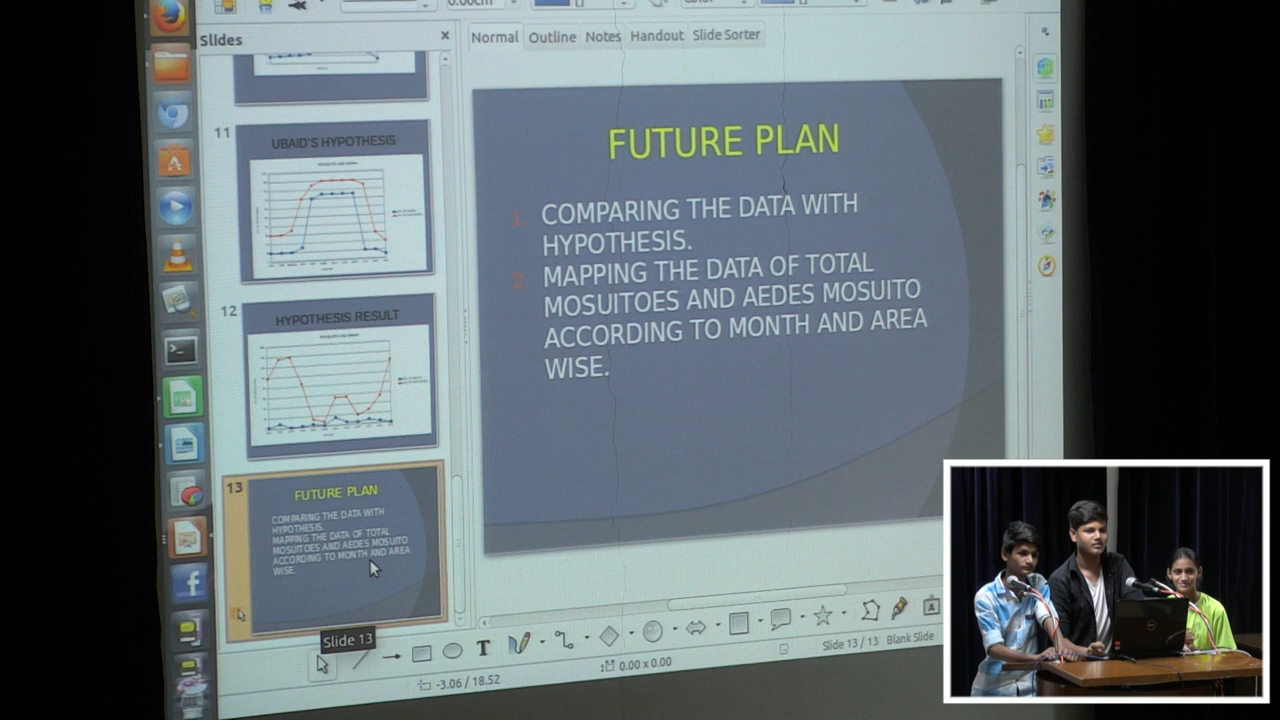 0.00cm
Color
Slides
Normal Outline Notes Handout Slide Sorter
11
UBAID'S HYPOTHESIS
12
HYPOTHESIS RESULT
13
FUTURE PLAN
COMPARING THE DATA WITH
HYPOTHESIS.
MAPPING THE DATA OF TOTAL
MOSUITOES AND AEDES MOSUITO
ACCORDING TO MONTH AND AREA
WISE.
Slide 13
FUTURE PLAN
1. COMPARING THE DATA WITH
HYPOTHESIS.
2. MAPPING THE DATA OF TOTAL
MOSUITOES AND AEDES MOSUITO
ACCORDING TO MONTH AND AREA
WISE.
T
A
-3.06 / 18.52
0.00 x 0.00
Slide 13 / 13
Blank Slide